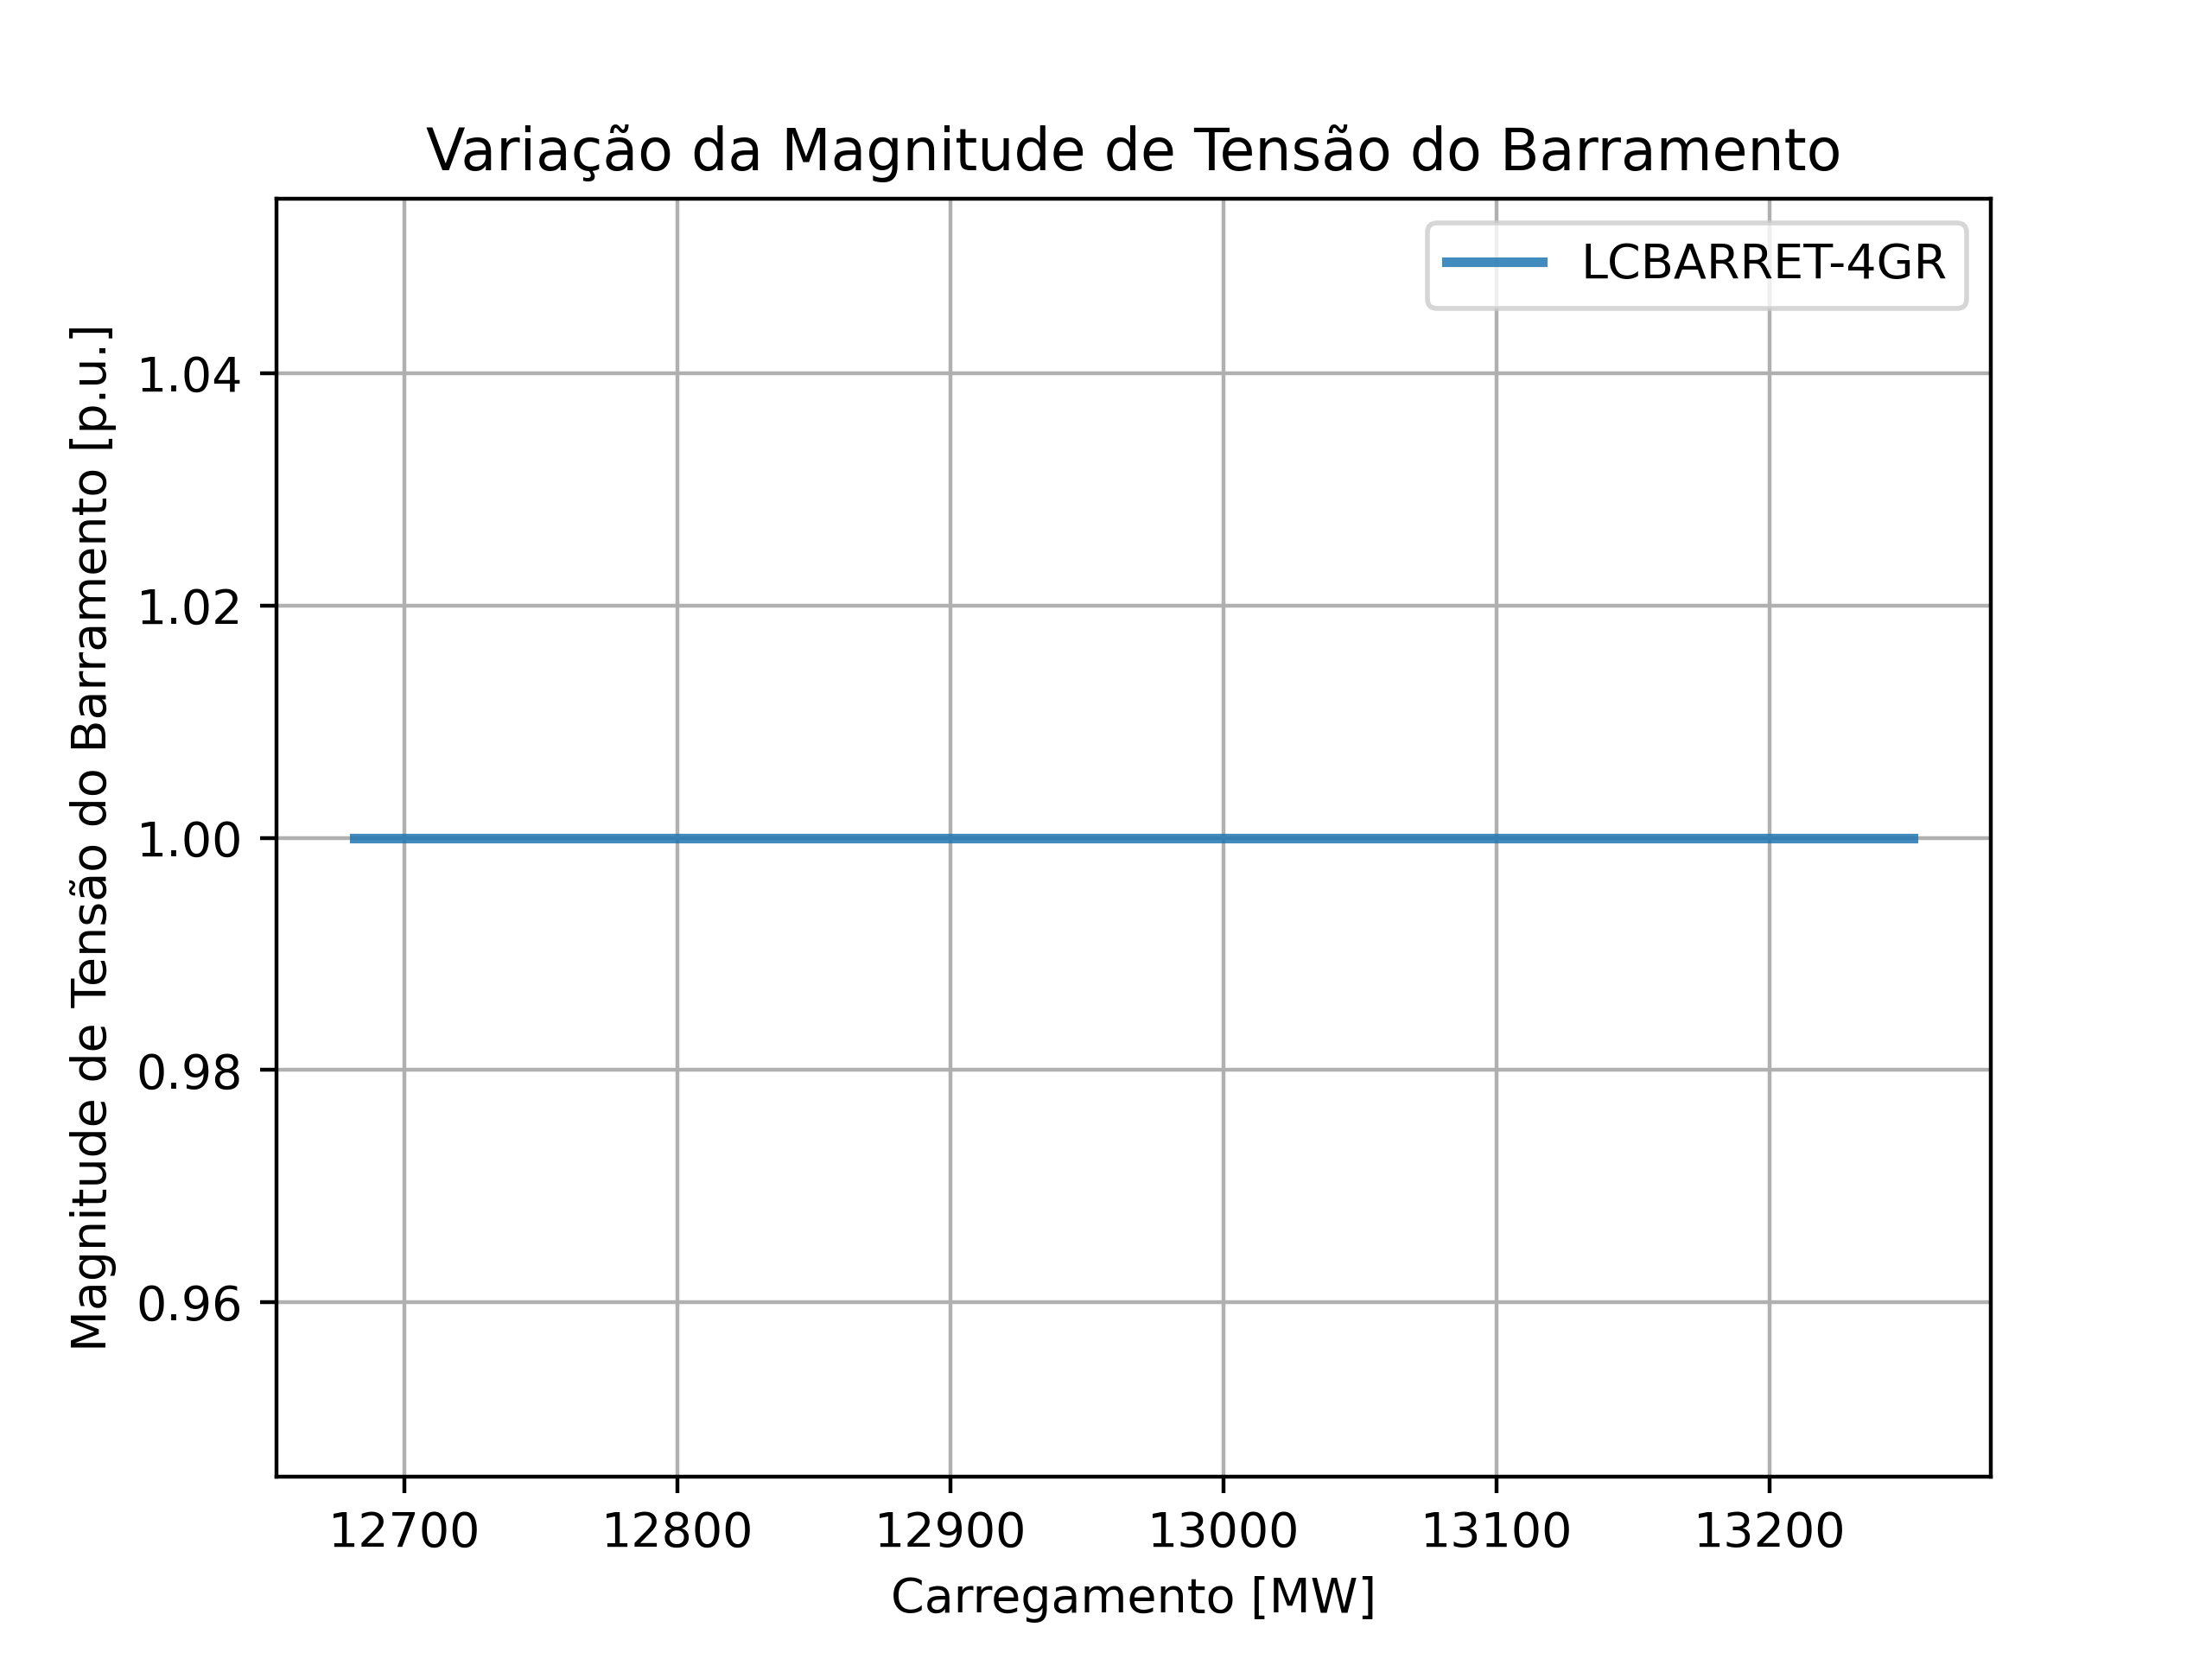 Variação da Magnitude de Tensão do Barramento
LCBARRET-4GR
Magnitude de Tensão do Barramento [p.u.]
1.04
1.02
1.00
0.98
0.96
12700 12800 12900 13000 13100 13200
Carregamento [MW]